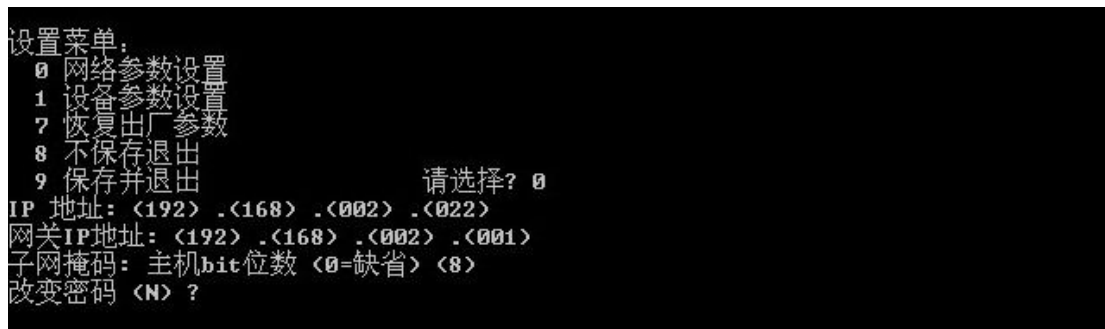 设置菜单:
0 网络参数设置
1 设备参数设置
7 恢复出厂参数
8 不保存退出
9 保存并退出 请选择? 0
IP 地址: (192) .(168) .(002) .(022)
网关IP地址: (192) .(168) .(002) .(001)
子网掩码: 主机bit位数 (0=缺省) (8)
改变密码 (N) ?